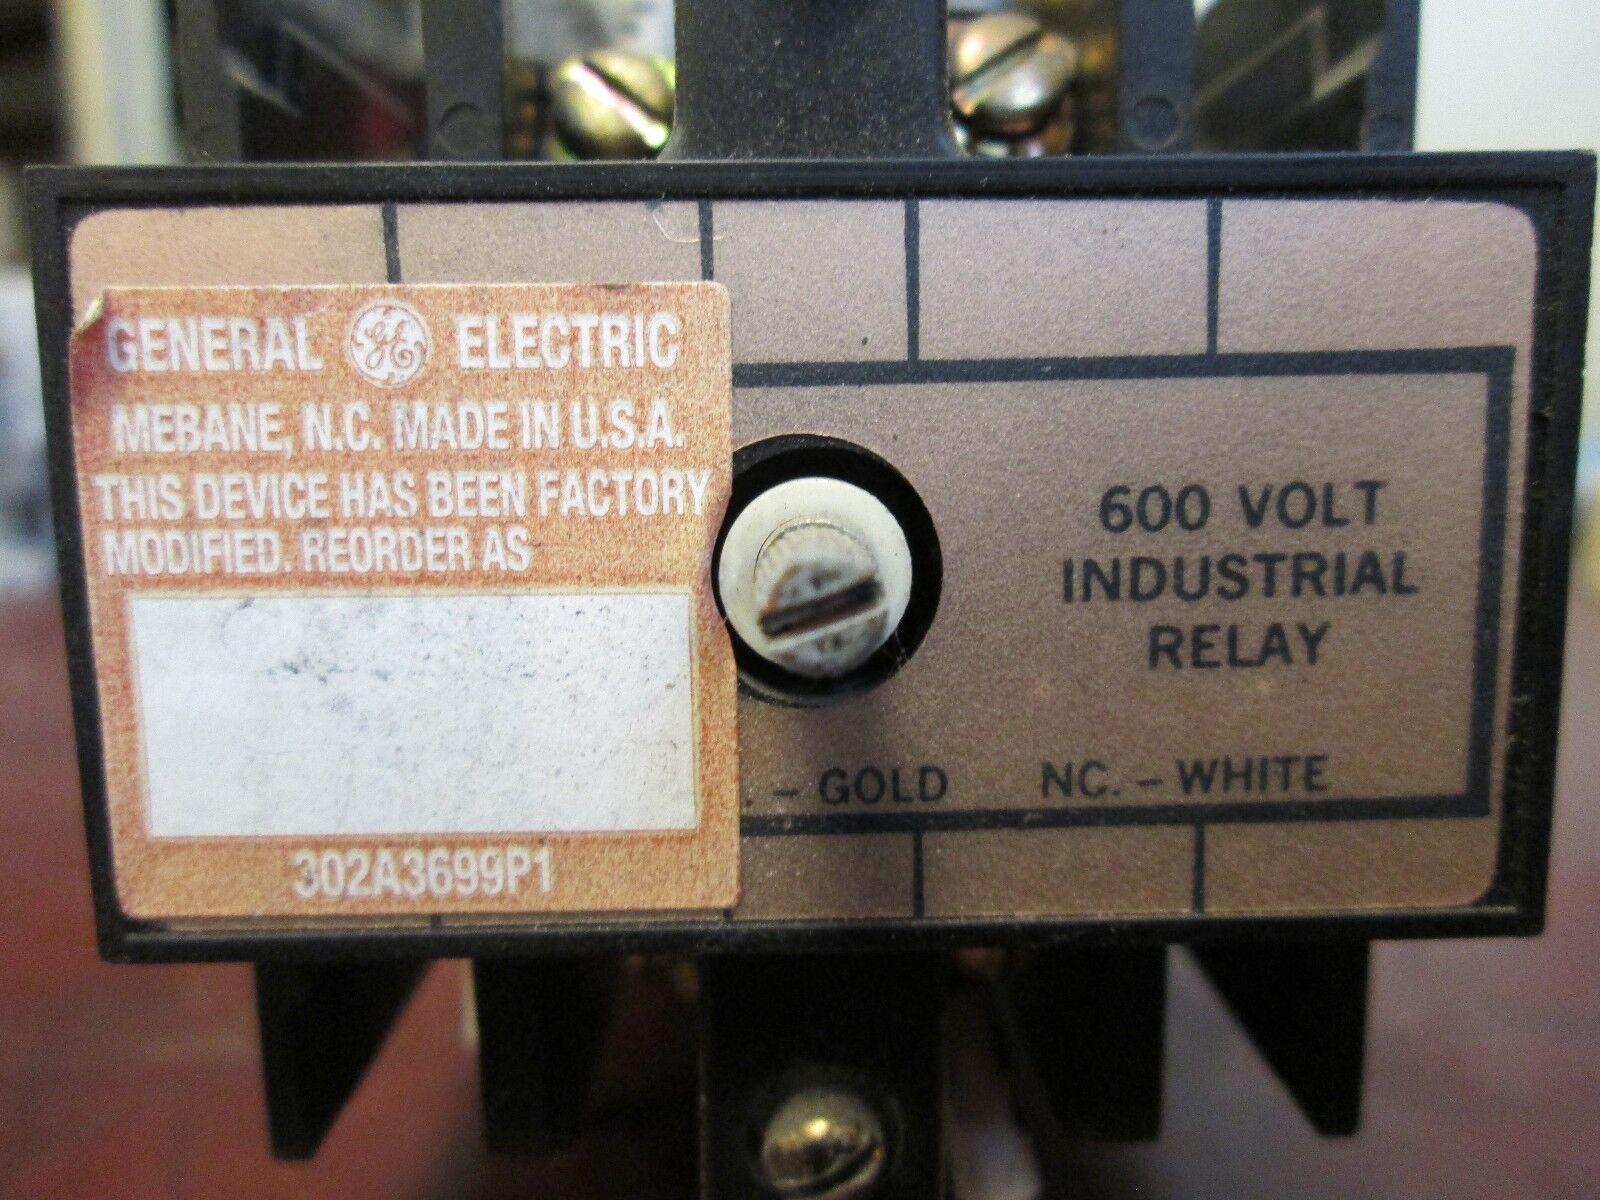 GENERAL GE ELECTRIC
MEBANE, N.C. MADE IN U.S.A.
THIS DEVICE HAS BEEN FACTORY
MODIFIED. REORDER AS
302A3699P1
600 VOLT
INDUSTRIAL
RELAY
. - GOLD NC. - WHITE